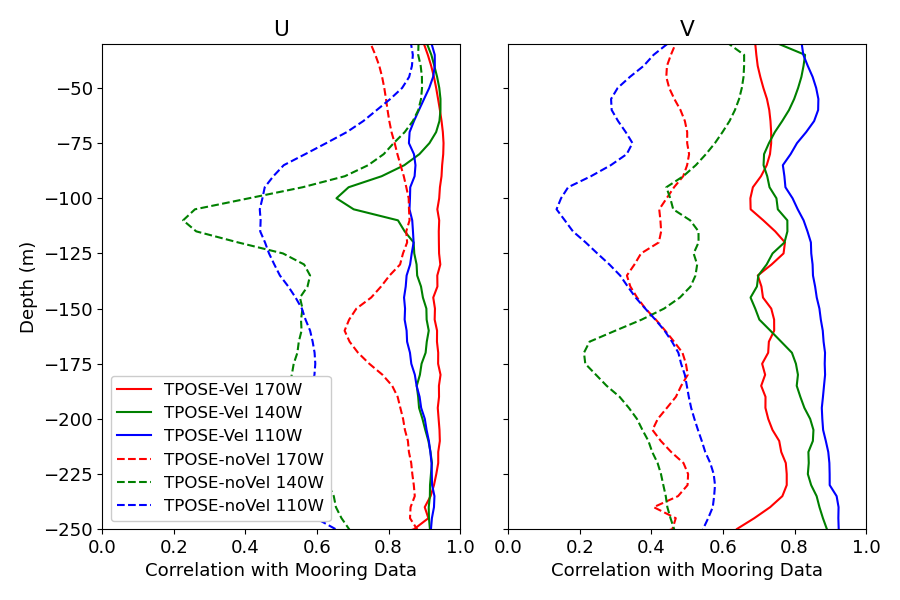 U
V
−50
−75
−100
−125
−150
−175
−200
−225
−250
Depth (m)
TPOSE-Vel 170W
TPOSE-Vel 140W
TPOSE-Vel 110W
TPOSE-noVel 170W
TPOSE-noVel 140W
TPOSE-noVel 110W
0.0 0.2 0.4 0.6 0.8 1.0
0.0 0.2 0.4 0.6 0.8 1.0
Correlation with Mooring Data
Correlation with Mooring Data